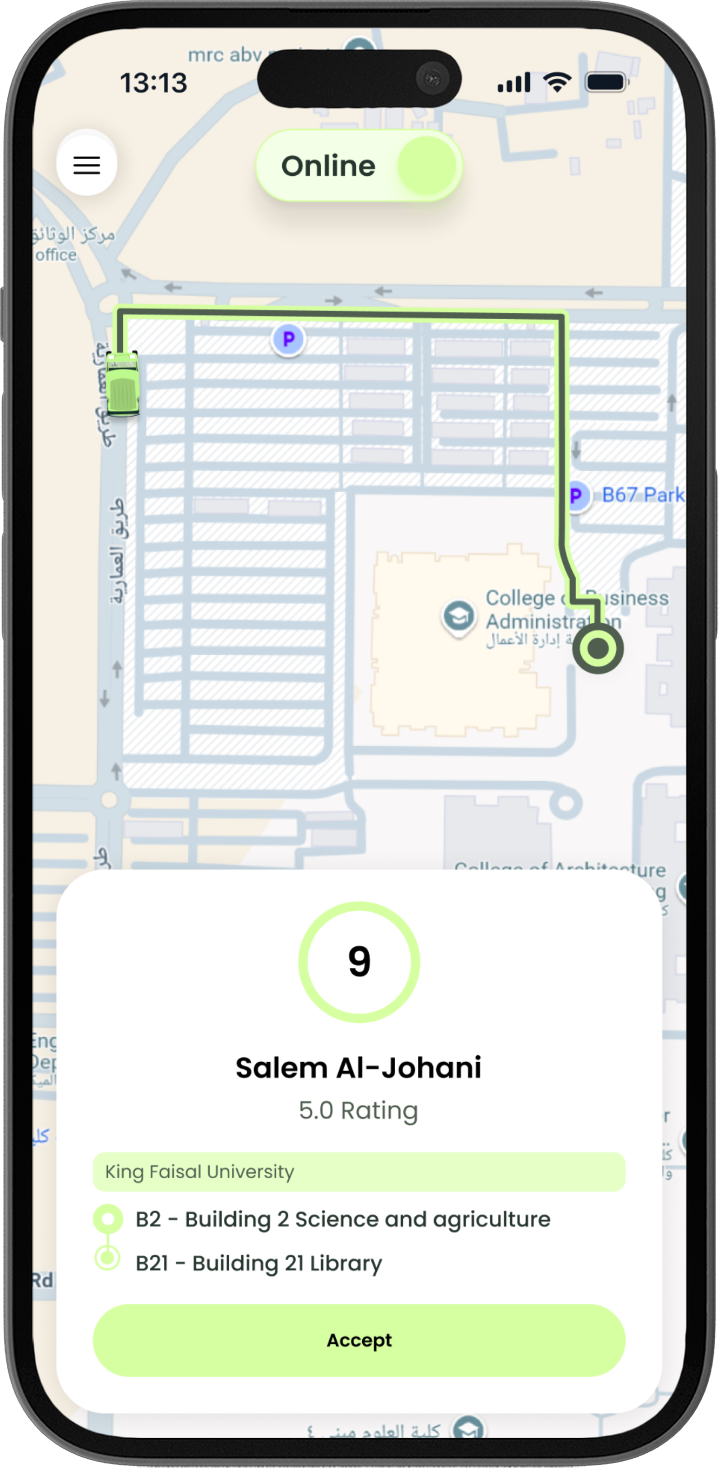 mrc abv
13:13
Online
مركز الوثائق
office
P
طريق العمارية
B67 Park
P
طريق العمارية
College of Business
Administration
ة إدارة الأعمال
College of Architecture
9
Salem Al-Johani
5.0 Rating
King Faisal University
B2 - Building 2 Science and agriculture
B21 - Building 21 Library
Rd
Accept
كلية العلوم مبنى ٤